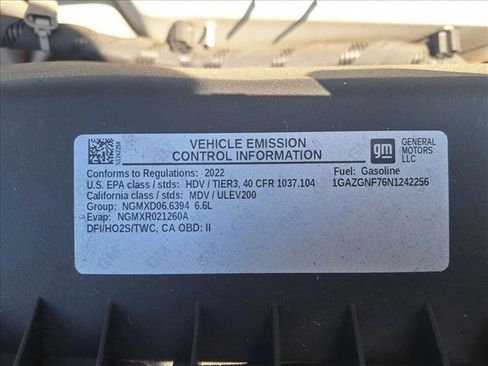 VEHICLE EMISSION
CONTROL INFORMATION
gm
GENERAL
MOTORS
LLC
N1242256
Conforms to Regulations: 2022
Fuel: Gasoline
U.S. EPA class / stds: HDV / TIER3, 40 CFR 1037.104
1GAZGNF76N1242256
California class / stds: MDV / ULEV200
Group: NGMXD06.6394 6.6L
Evap: NGMXR021260A
DFI/HO2S/TWC, CA OBD: II